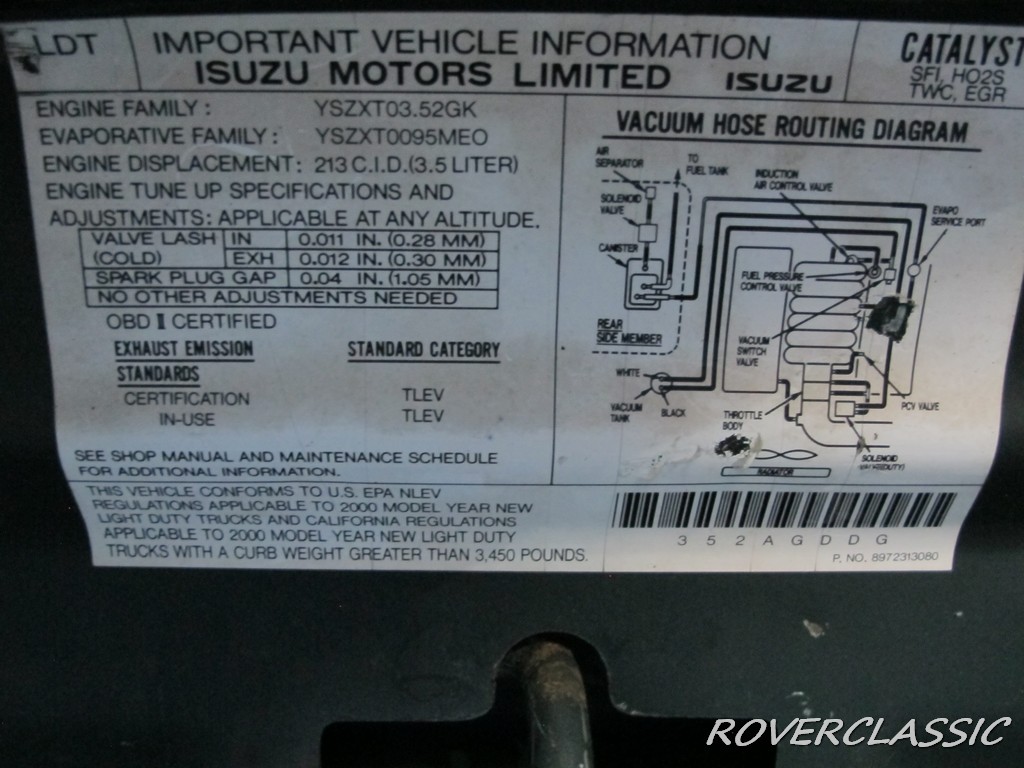 LDT
IMPORTANT VEHICLE INFORMATION
ISUZU MOTORS LIMITED ISUZU
CATALYST
SFI, HO2S
TWC, EGR
ENGINE FAMILY : YSZXT03.52GK
EVAPORATIVE FAMILY : YSZXT0095MEO
ENGINE DISPLACEMENT: 213 C.I.D.(3.5 LITER)
ENGINE TUNE UP SPECIFICATIONS AND
ADJUSTMENTS: APPLICABLE AT ANY ALTITUDE.
VALVE LASH IN 0.011 IN. (0.28 MM)
(COLD) EXH 0.012 IN. (0.30 MM)
SPARK PLUG GAP 0.04 IN. (1.05 MM)
NO OTHER ADJUSTMENTS NEEDED
OBD II CERTIFIED
EXHAUST EMISSION STANDARD CATEGORY
STANDARDS
CERTIFICATION TLEV
IN-USE TLEV
SEE SHOP MANUAL AND MAINTENANCE SCHEDULE
FOR ADDITIONAL INFORMATION.
VACUUM HOSE ROUTING DIAGRAM
AIR
SEPARATOR
TO
FUEL TANK
INDUCTION
AIR CONTROL VALVE
SOLENOID
VALVE
EVAPO
SERVICE PORT
CANISTER
FUEL PRESSURE
CONTROL VALVE
REAR
SIDE MEMBER
VACUUM
SWITCH
VALVE
WHITE
VACUUM
TANK
BLACK
THROTTLE
BODY
PCV VALVE
SOLENOID
VALVE(DUTY)
RADIATOR
THIS VEHICLE CONFORMS TO U.S. EPA NLEV
REGULATIONS APPLICABLE TO 2000 MODEL YEAR NEW
LIGHT DUTY TRUCKS AND CALIFORNIA REGULATIONS
APPLICABLE TO 2000 MODEL YEAR NEW LIGHT DUTY
TRUCKS WITH A CURB WEIGHT GREATER THAN 3,450 POUNDS.
352AGDDG
P. NO. 8972313080
ROVERCLASSIC